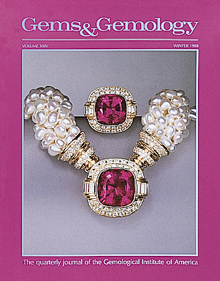 Gems&Gemology
VOLUME XXIV
WINTER 1988
The quarterly journal of the Gemological Institute of America